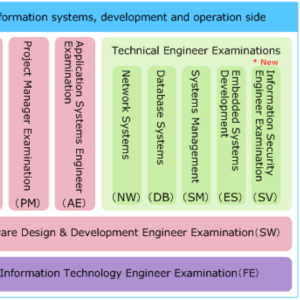 formation systems, development and operation side
Technical Engineer Examinations
* New
Project Manager Examination
(PM)
Application Systems Engineer
Examination
(AE)
Network Systems
(NW)
Database Systems
(DB)
Systems Management
(SM)
Embedded Systems
Development
(ES)
Information Security
Engineer Examination
(SV)
are Design & Development Engineer Examination(SW)
Information Technology Engineer Examination(FE)